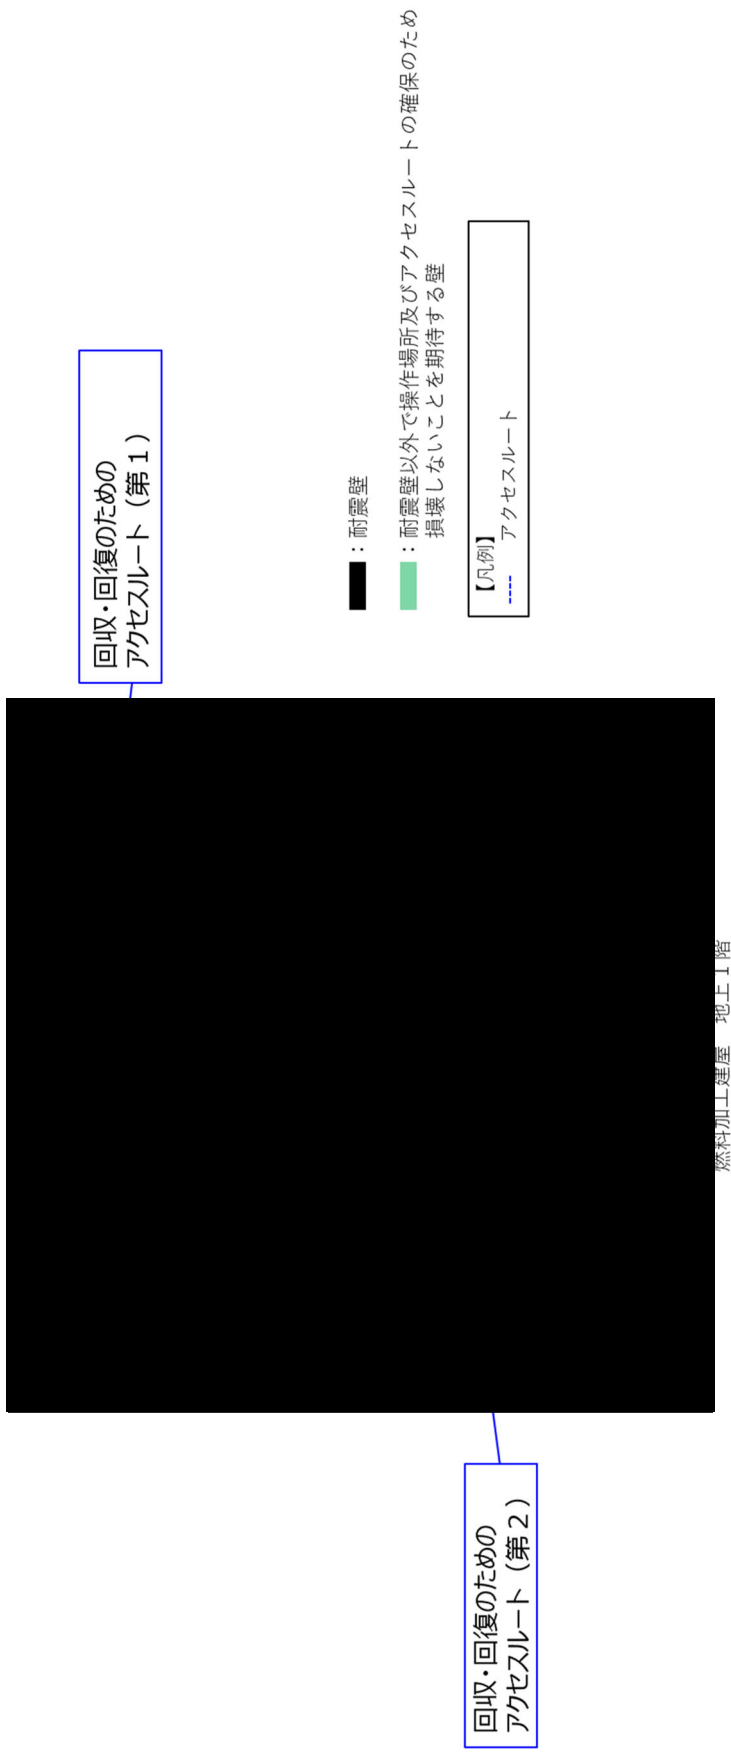 回収・回復のための
アクセスルート（第２）
燃料加工建屋　地上１階
回収・回復のための
アクセスルート（第１）
：耐震壁
：耐震壁以外で操作場所及びアクセスルートの確保のため
損壊しないことを期待する壁
【凡例】
アクセスルート